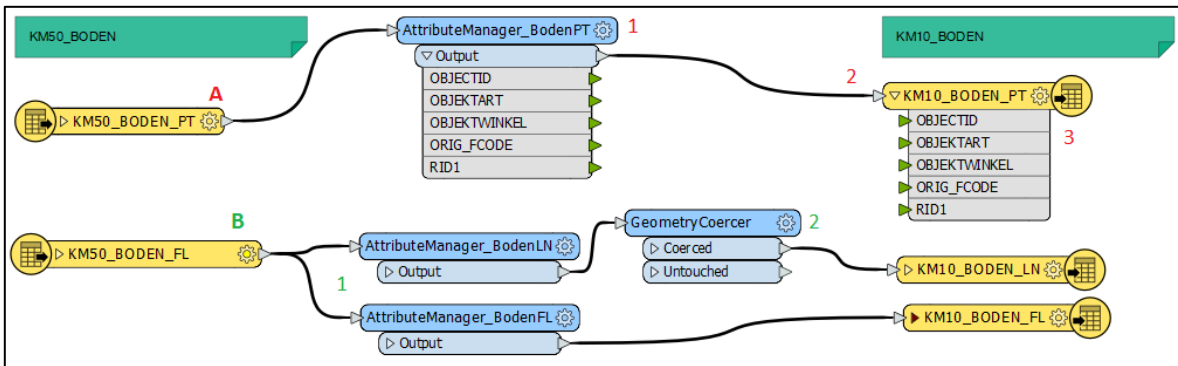 KM50_BODEN
KM10_BODEN
A
KM50_BODEN_PT
AttributeManager_BodenPT
1
Output
OBJECTID
OBJEKTART
OBJEKTWINKEL
ORIG_FCODE
RID1
2
KM10_BODEN_PT
OBJECTID
OBJEKTART
OBJEKTWINKEL
ORIG_FCODE
RID1
3
B
KM50_BODEN_FL
1
AttributeManager_BodenLN
Output
GeometryCoercer
2
Coerced
Untouched
KM10_BODEN_LN
AttributeManager_BodenFL
Output
KM10_BODEN_FL